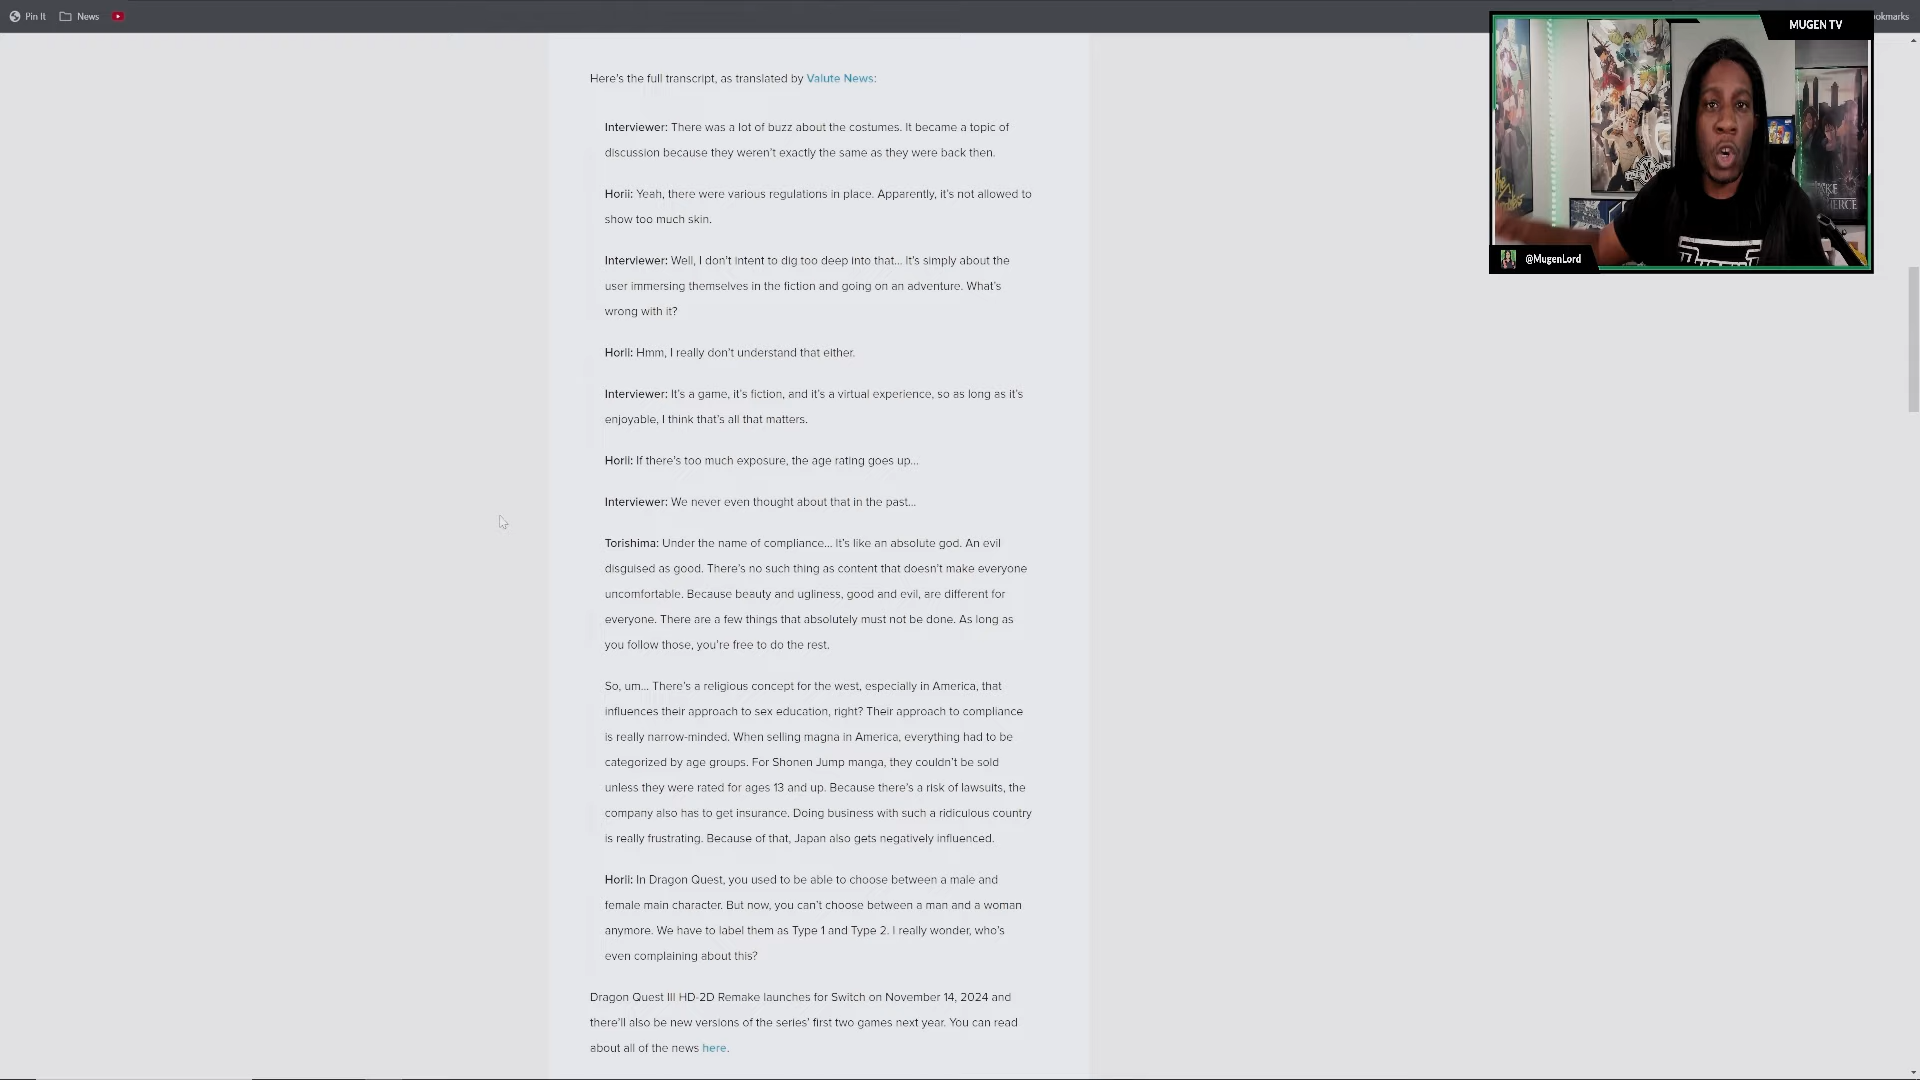 Pin It
News
okmarks
MUGEN TV
@MugenLord
Here's the full transcript, as translated by Valute News:
Interviewer: There was a lot of buzz about the costumes. It became a topic of
discussion because they weren't exactly the same as they were back then.
Horii: Yeah, there were various regulations in place. Apparently, it's not allowed to
show too much skin.
Interviewer: Well, I don't intent to dig too deep into that... It's simply about the
user immersing themselves in the fiction and going on an adventure. What's
wrong with it?
Horii: Hmm, I really don't understand that either.
Interviewer: It's a game, it's fiction, and it's a virtual experience, so as long as it's
enjoyable, I think that's all that matters.
Horii: If there's too much exposure, the age rating goes up...
Interviewer: We never even thought about that in the past...
Torishima: Under the name of compliance... It's like an absolute god. An evil
disguised as good. There's no such thing as content that doesn't make everyone
uncomfortable. Because beauty and ugliness, good and evil, are different for
everyone. There are a few things that absolutely must not be done. As long as
you follow those, you're free to do the rest.
So, um... There's a religious concept for the west, especially in America, that
influences their approach to sex education, right? Their approach to compliance
is really narrow-minded. When selling magna in America, everything had to be
categorized by age groups. For Shonen Jump manga, they couldn't be sold
unless they were rated for ages 13 and up. Because there's a risk of lawsuits, the
company also has to get insurance. Doing business with such a ridiculous country
is really frustrating. Because of that, Japan also gets negatively influenced.
Horii: In Dragon Quest, you used to be able to choose between a male and
female main character. But now, you can't choose between a man and a woman
anymore. We have to label them as Type 1 and Type 2. I really wonder, who's
even complaining about this?
Dragon Quest III HD-2D Remake launches for Switch on November 14, 2024 and
there'll also be new versions of the series' first two games next year. You can read
about all of the news here.